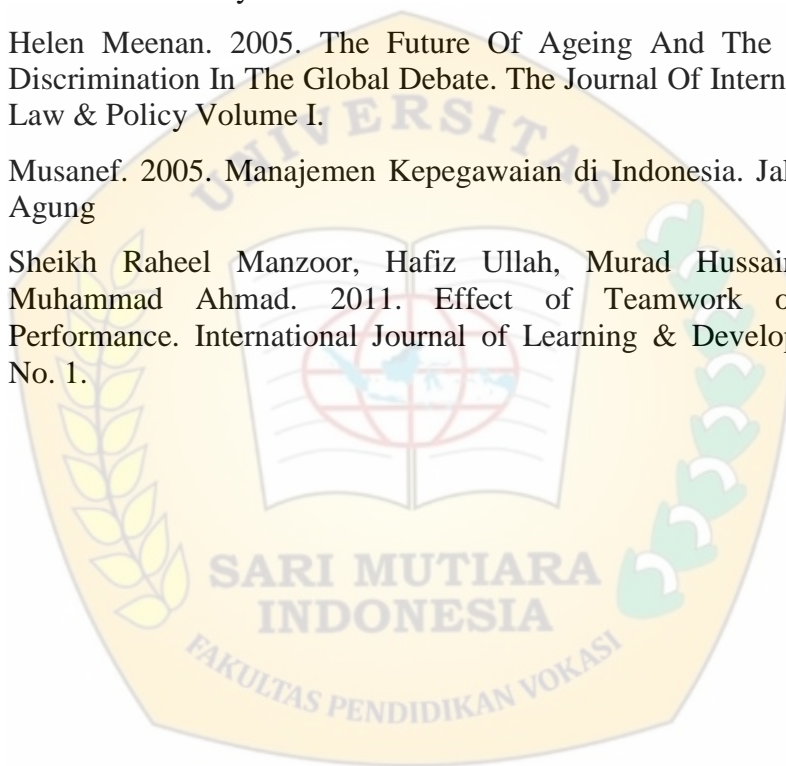 Helen Meenan. 2005. The Future Of Ageing And The
Discrimination In The Global Debate. The Journal Of Intern
Law & Policy Volume I.
Musanef. 2005. Manajemen Kepegawaian di Indonesia. Jal
Agung
Sheikh Raheel Manzoor, Hafiz Ullah, Murad Hussain
Muhammad Ahmad. 2011. Effect of Teamwork o
Performance. International Journal of Learning & Develop
No. 1.
UNIVERSITAS
SARI MUTIARA
INDONESIA
FAKULTAS PENDIDIKAN VOKASI